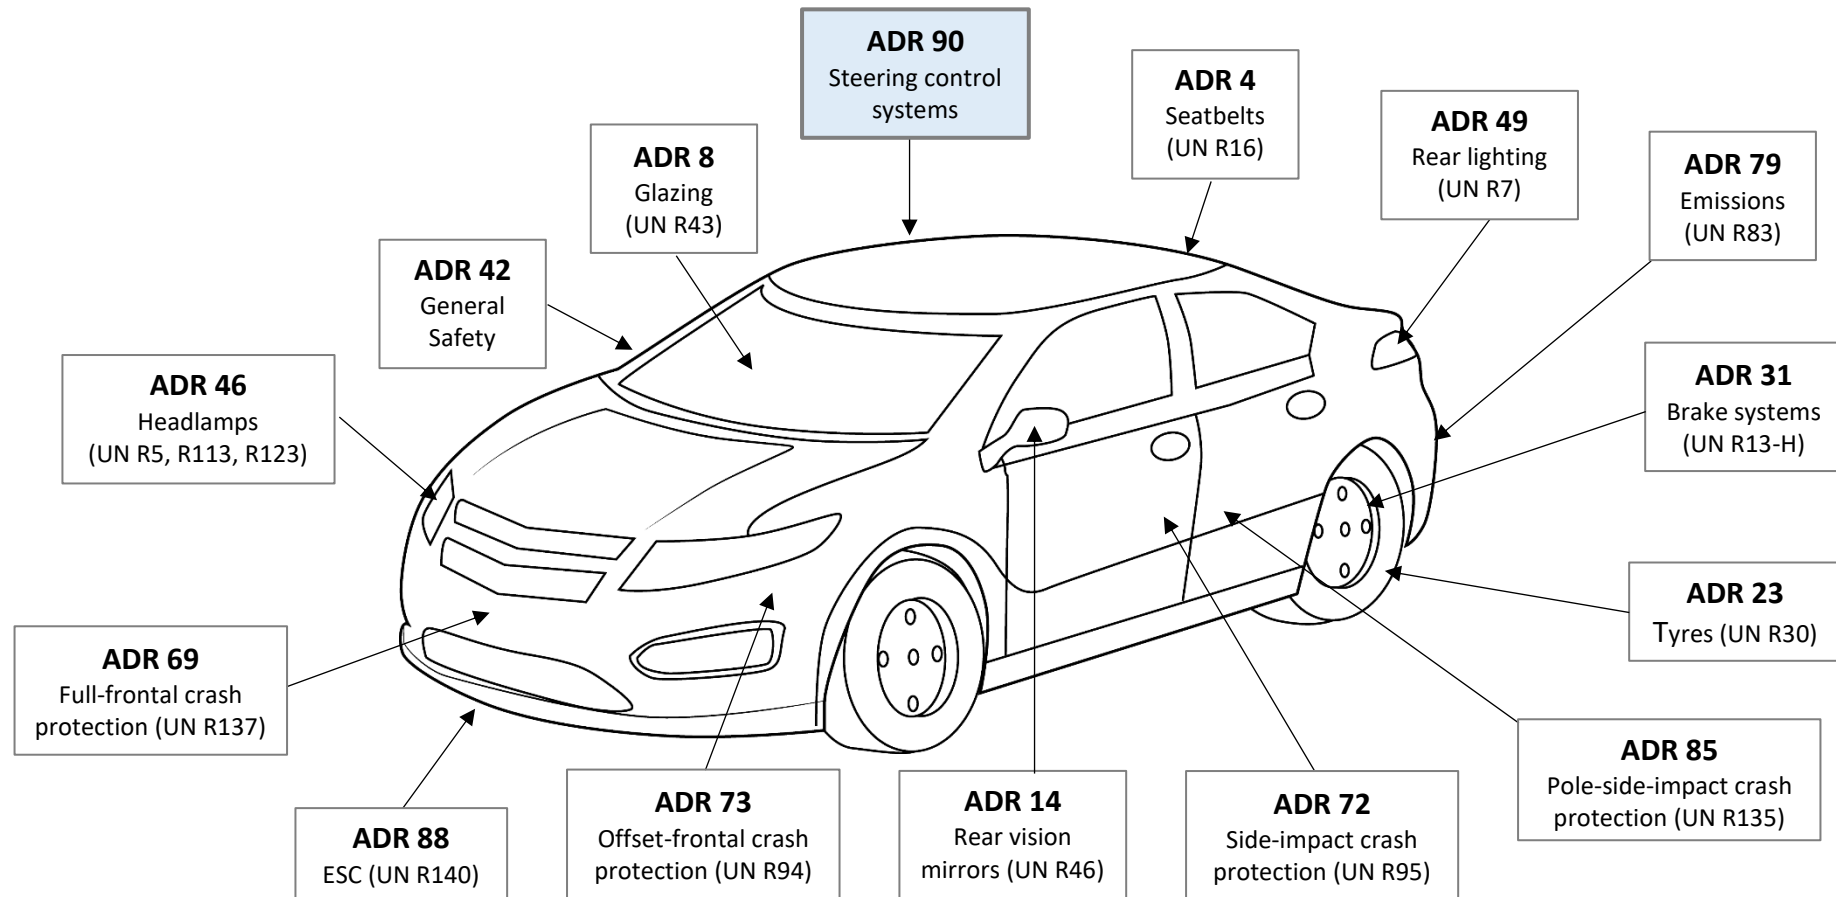 ADR 90
Steering control
systems
ADR 4
Seatbelts
(UN R16)
ADR 49
Rear lighting
(UN R7)
ADR 8
Glazing
(UN R43)
ADR 79
Emissions
(UN R83)
ADR 42
General
Safety
ADR 46
Headlamps
(UN R5, R113, R123)
ADR 31
Brake systems
(UN R13-H)
ADR 23
Tyres (UN R30)
ADR 69
Full-frontal crash
protection (UN R137)
ADR 85
Pole-side-impact crash
protection (UN R135)
ADR 88
ESC (UN R140)
ADR 73
Offset-frontal crash
protection (UN R94)
ADR 14
Rear vision
mirrors (UN R46)
ADR 72
Side-impact crash
protection (UN R95)